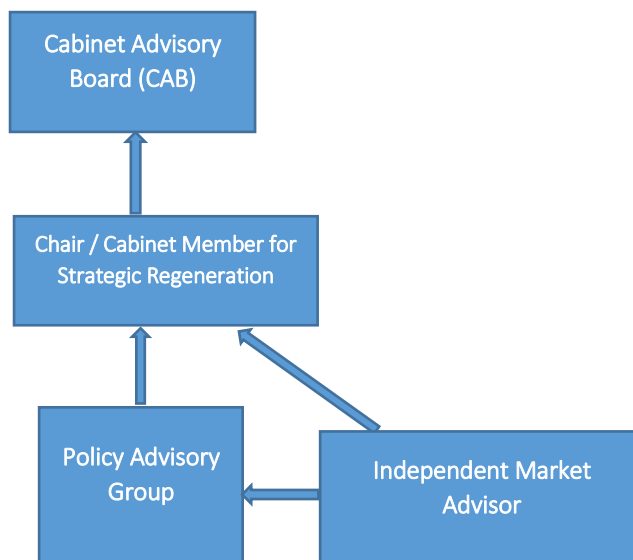 Cabinet Advisory
Board (CAB)
Chair / Cabinet Member for
Strategic Regeneration
Policy Advisory
Group
Independent Market
Advisor